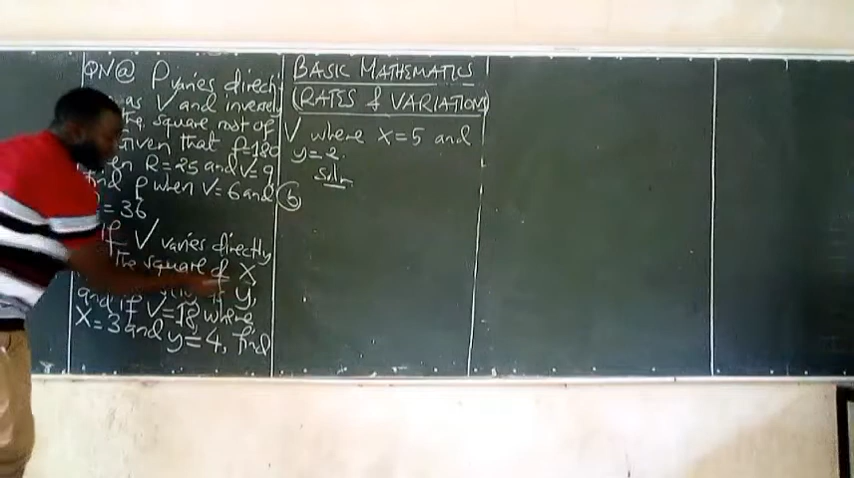 QN@ P varies direct-
as V and inversely
the square root of
Given that P=180
R=25 and V=9
find P when V=6 and
=36
If V varies directly
the square of X
y,
and if V=18 where
X=3 and y=4, find
BASIC MATHEMATICS
(RATES & VARIATION)
V where X=5 and
y=2.
Soln
6